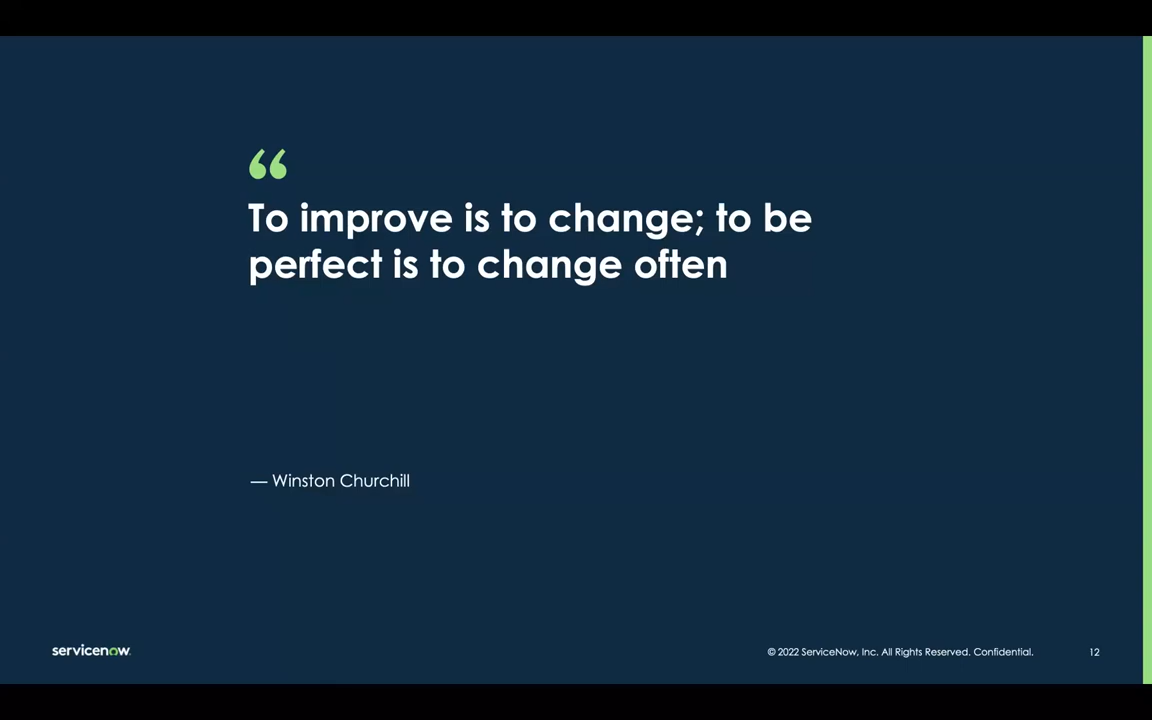 “
To improve is to change; to be
perfect is to change often
— Winston Churchill
servicenow.
© 2022 ServiceNow, Inc. All Rights Reserved. Confidential.
12